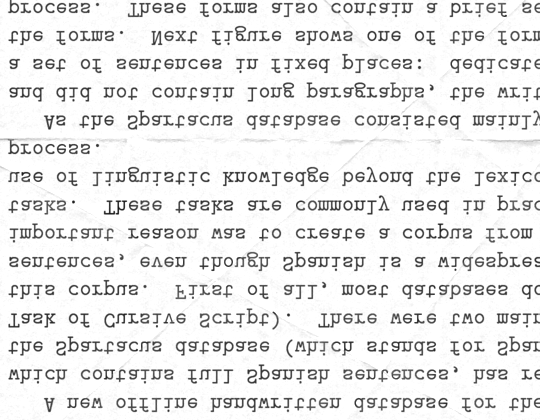 A new offline handwritten database for the
which contains full Spanish sentences, has re
the Spartacus database (which stands for Spar
Task of Cursive Script). There were two main
this corpus. First of all, most databases do
sentences, even though Spanish is a widesprea
important reason was to create a corpus from
tasks. These tasks are commonly used in prac
use of linguistic knowledge beyond the lexico
process.
As the Spartacus database consisted mainly
and did not contain long paragraphs, the writ
a set of sentences in fixed places: dedicate
the forms. Next figure shows one of the form
process. These forms also contain a brief se